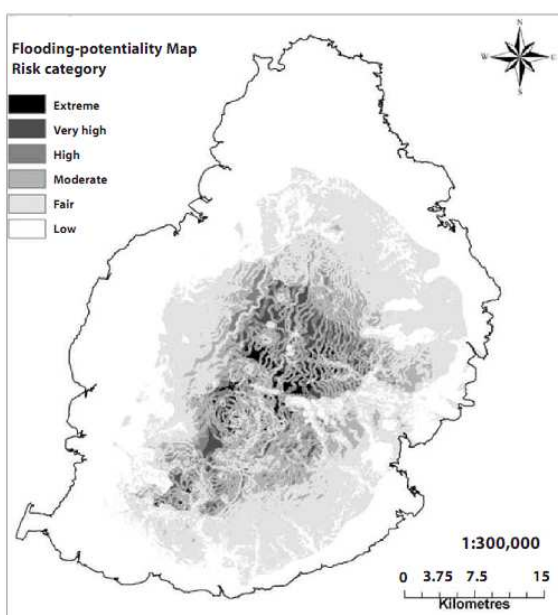 Flooding-potentiality Map
Risk category
Extreme
Very high
High
Moderate
Fair
Low
N
W E
S
1:300,000
0 3.75 7.5 15
Kilometres